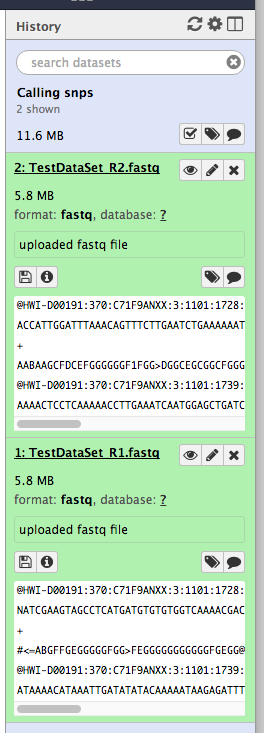 History
search datasets
Calling snps
2 shown
11.6 MB
2: TestDataSet_R2.fastq
5.8 MB
format: fastq, database: ?
uploaded fastq file
@HWI-D00191:370:C71F9ANXX:3:1101:1728:
ACCATTGGATTTAAACAGTTTCTTGAATCTGAAAAAAT
+
AABAAGCFDCEFGGGGGGF1FGG>DGGCEGCGGCFGGG
@HWI-D00191:370:C71F9ANXX:3:1101:1739:
AAAACTCCTCAAAAACCTTGAAATCAATGGAGCTGATC
1: TestDataSet_R1.fastq
5.8 MB
format: fastq, database: ?
uploaded fastq file
@HWI-D00191:370:C71F9ANXX:3:1101:1728:
NATCGAAGTAGCCTCATGATGTGTGTGGTCAAAACGAC
+
#<=ABGFFGEGGGGGFGG>FEGGGGGGGGGGGFGEGG@
@HWI-D00191:370:C71F9ANXX:3:1101:1739:
ATAAAACATAAATTGATATATACAAAAATAAGAGATTT